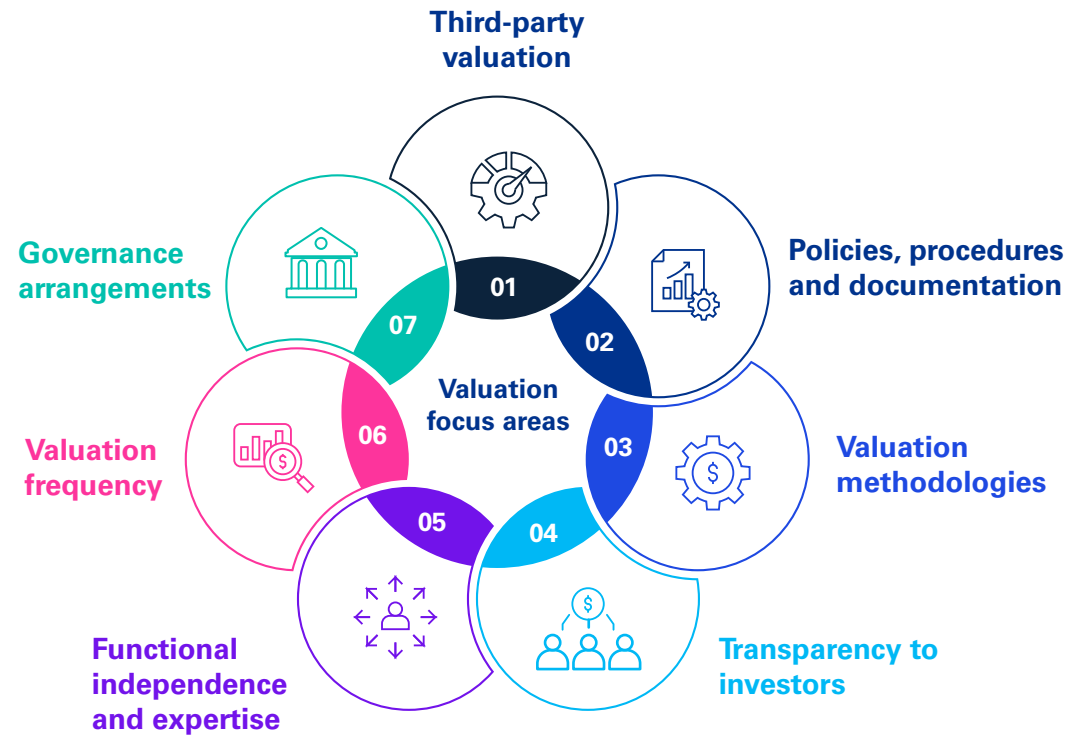 Third-party
valuation
01
Policies, procedures
and documentation
02
Valuation
methodologies
$
03
Transparency to
investors
$
04
Functional
independence
and expertise
05
Valuation
frequency
$
06
Governance
arrangements
07
Valuation
focus areas